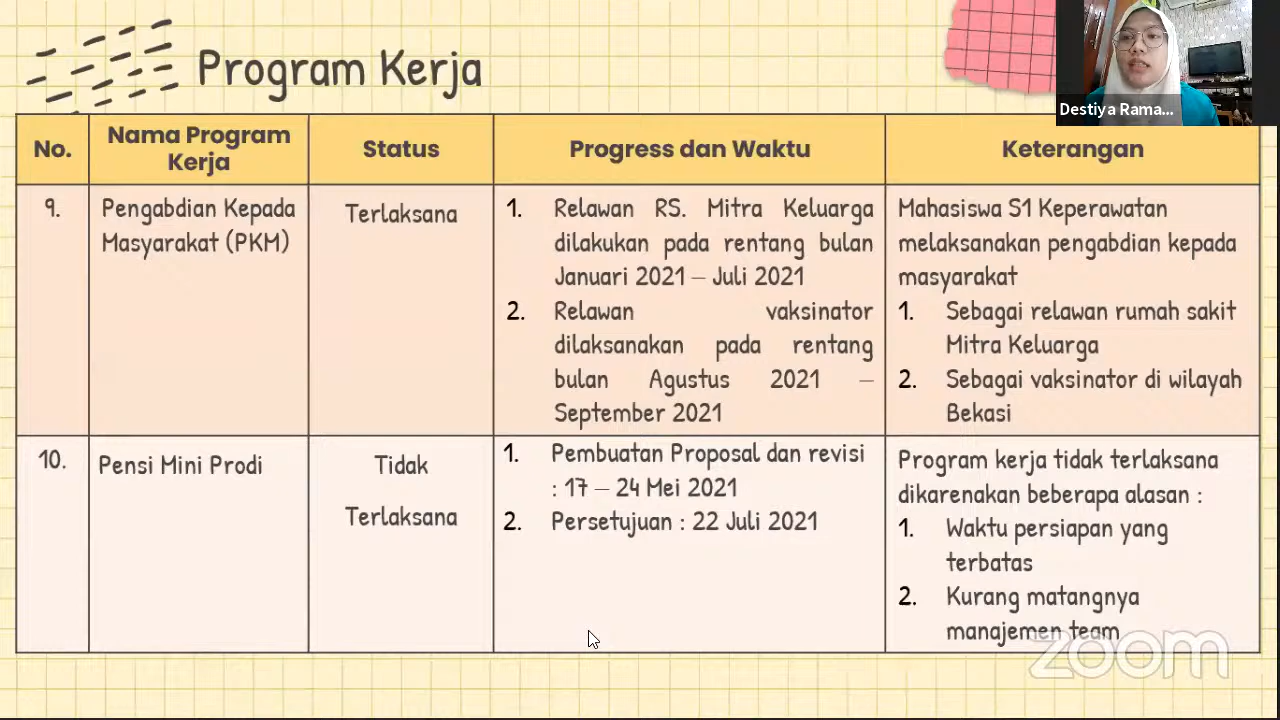 Program Kerja
Destiya Rama...
No.
Nama Program
Kerja
Status
Progress dan Waktu
Keterangan
9.
Pengabdian Kepada
Masyarakat (PKM)
Terlaksana
1. Relawan RS. Mitra Keluarga
dilakukan pada rentang bulan
Januari 2021 – Juli 2021
2. Relawan vaksinator
dilaksanakan pada rentang
bulan Agustus 2021 –
September 2021
Mahasiswa S1 Keperawatan
melaksanakan pengabdian kepada
masyarakat
1. Sebagai relawan rumah sakit
Mitra Keluarga
2. Sebagai vaksinator di wilayah
Bekasi
10.
Pensi Mini Prodi
Tidak
Terlaksana
1. Pembuatan Proposal dan revisi
: 17 – 24 Mei 2021
2. Persetujuan : 22 Juli 2021
Program kerja tidak terlaksana
dikarenakan beberapa alasan :
1. Waktu persiapan yang
terbatas
2. Kurang matangnya
manajemen team
zoom